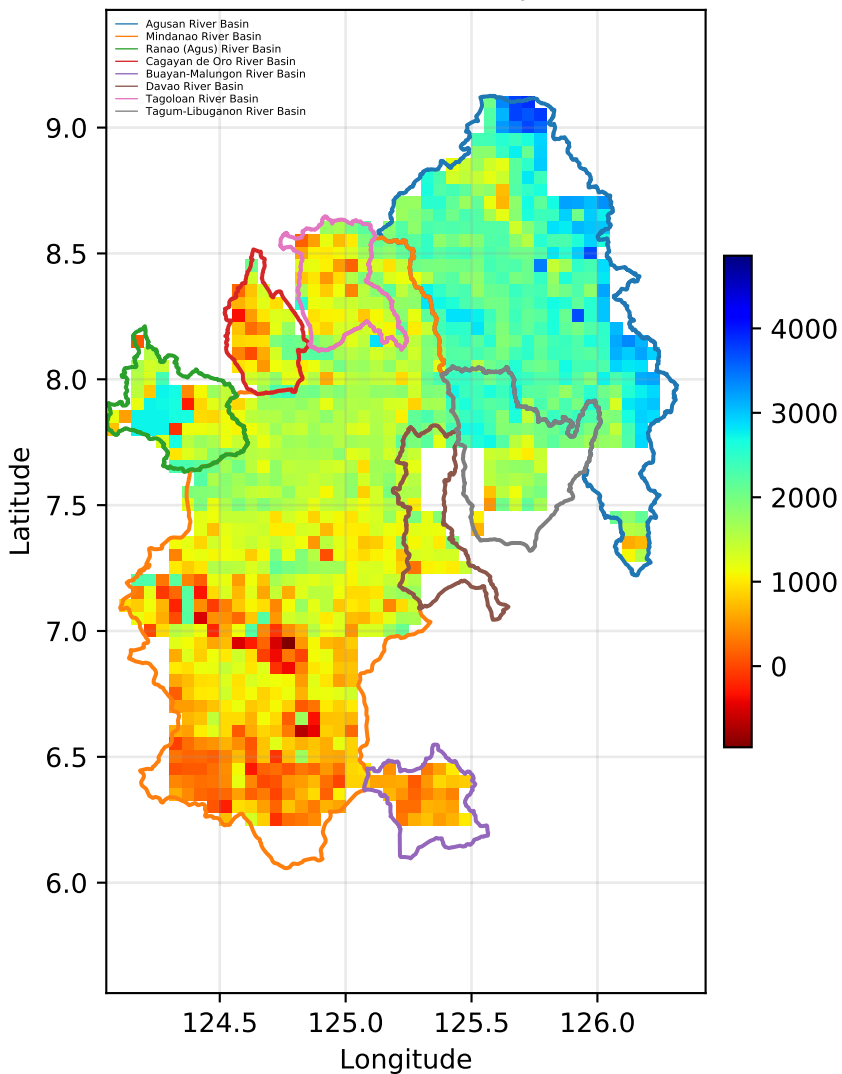 Agusan River Basin
Mindanao River Basin
Ranao (Agus) River Basin
Cagayan de Oro River Basin
Buayan-Malungon River Basin
Davao River Basin
Tagoloan River Basin
Tagum-Libuganon River Basin
9.0
8.5
8.0
7.5
7.0
6.5
6.0
Latitude
124.5 125.0 125.5 126.0
Longitude
4000
3000
2000
1000
0